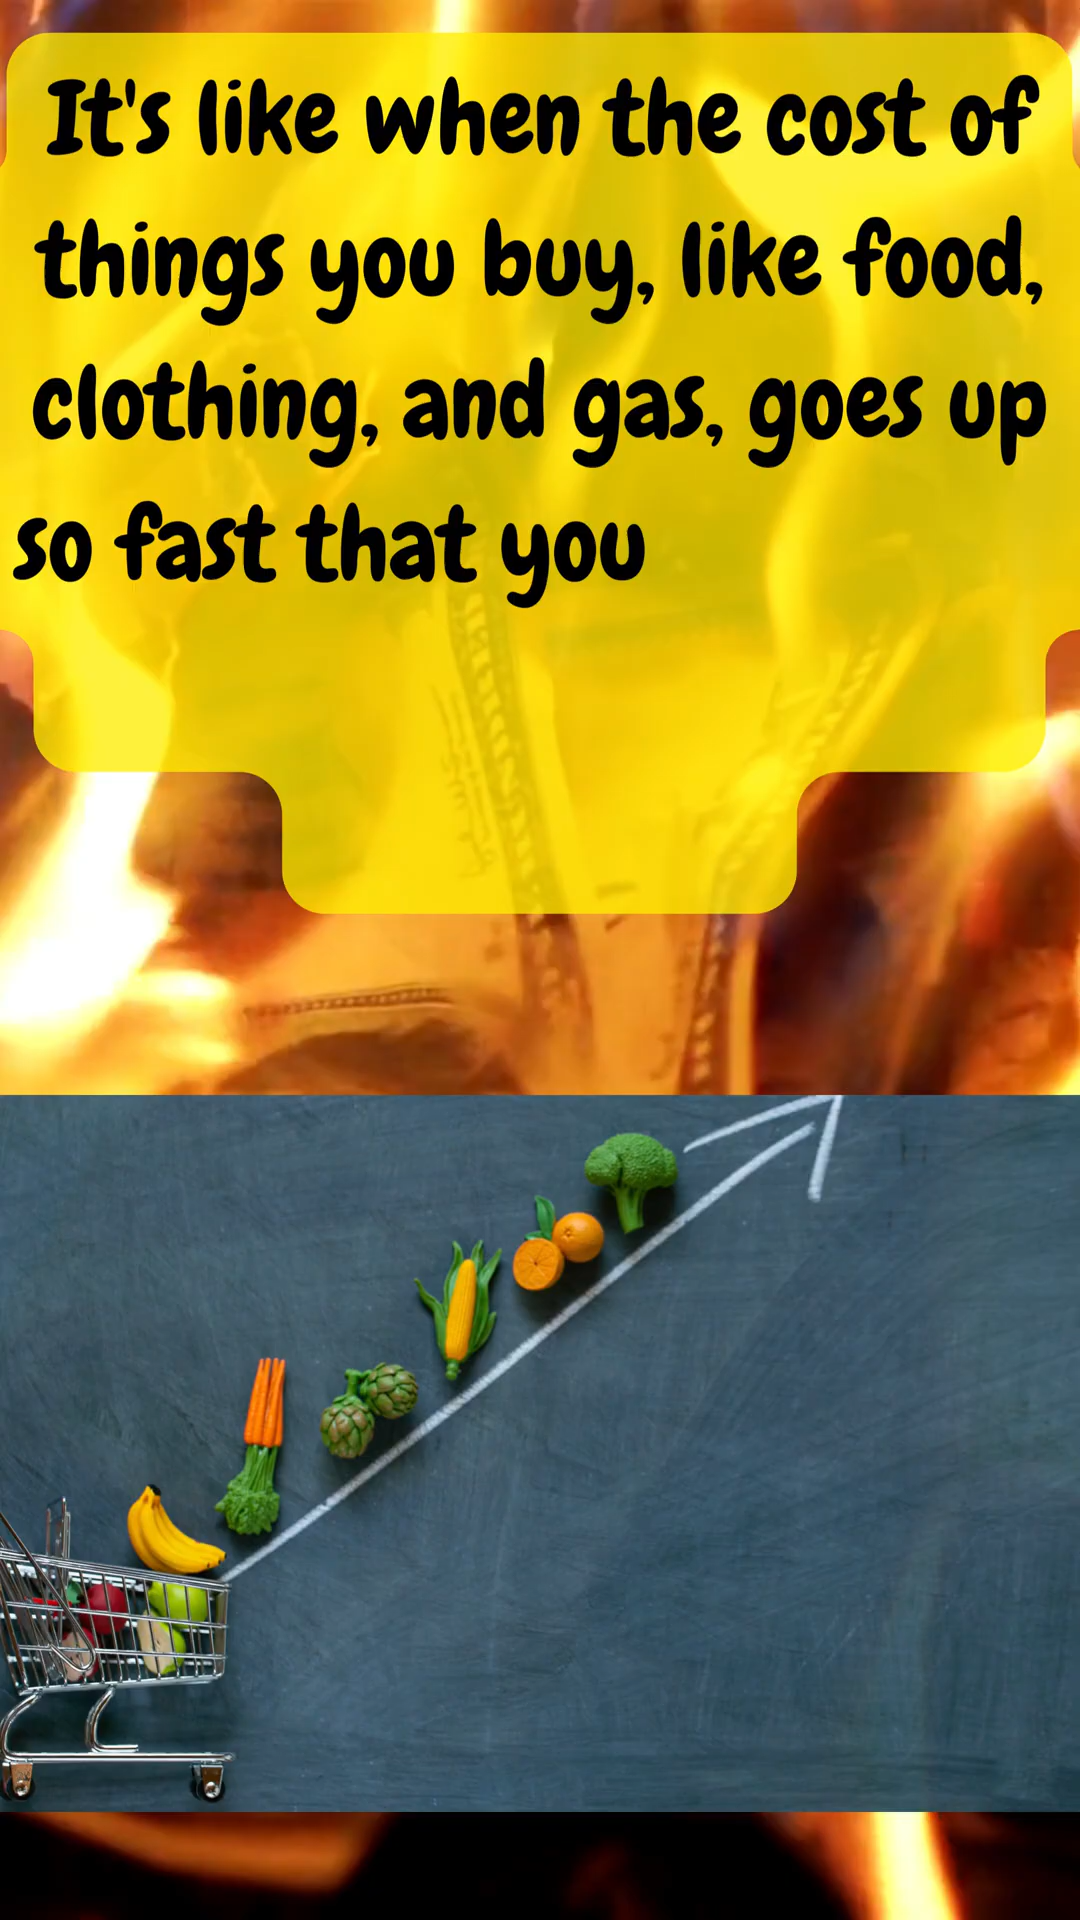 It's like when the cost of
things you buy, like food,
clothing, and gas, goes up
so fast that you